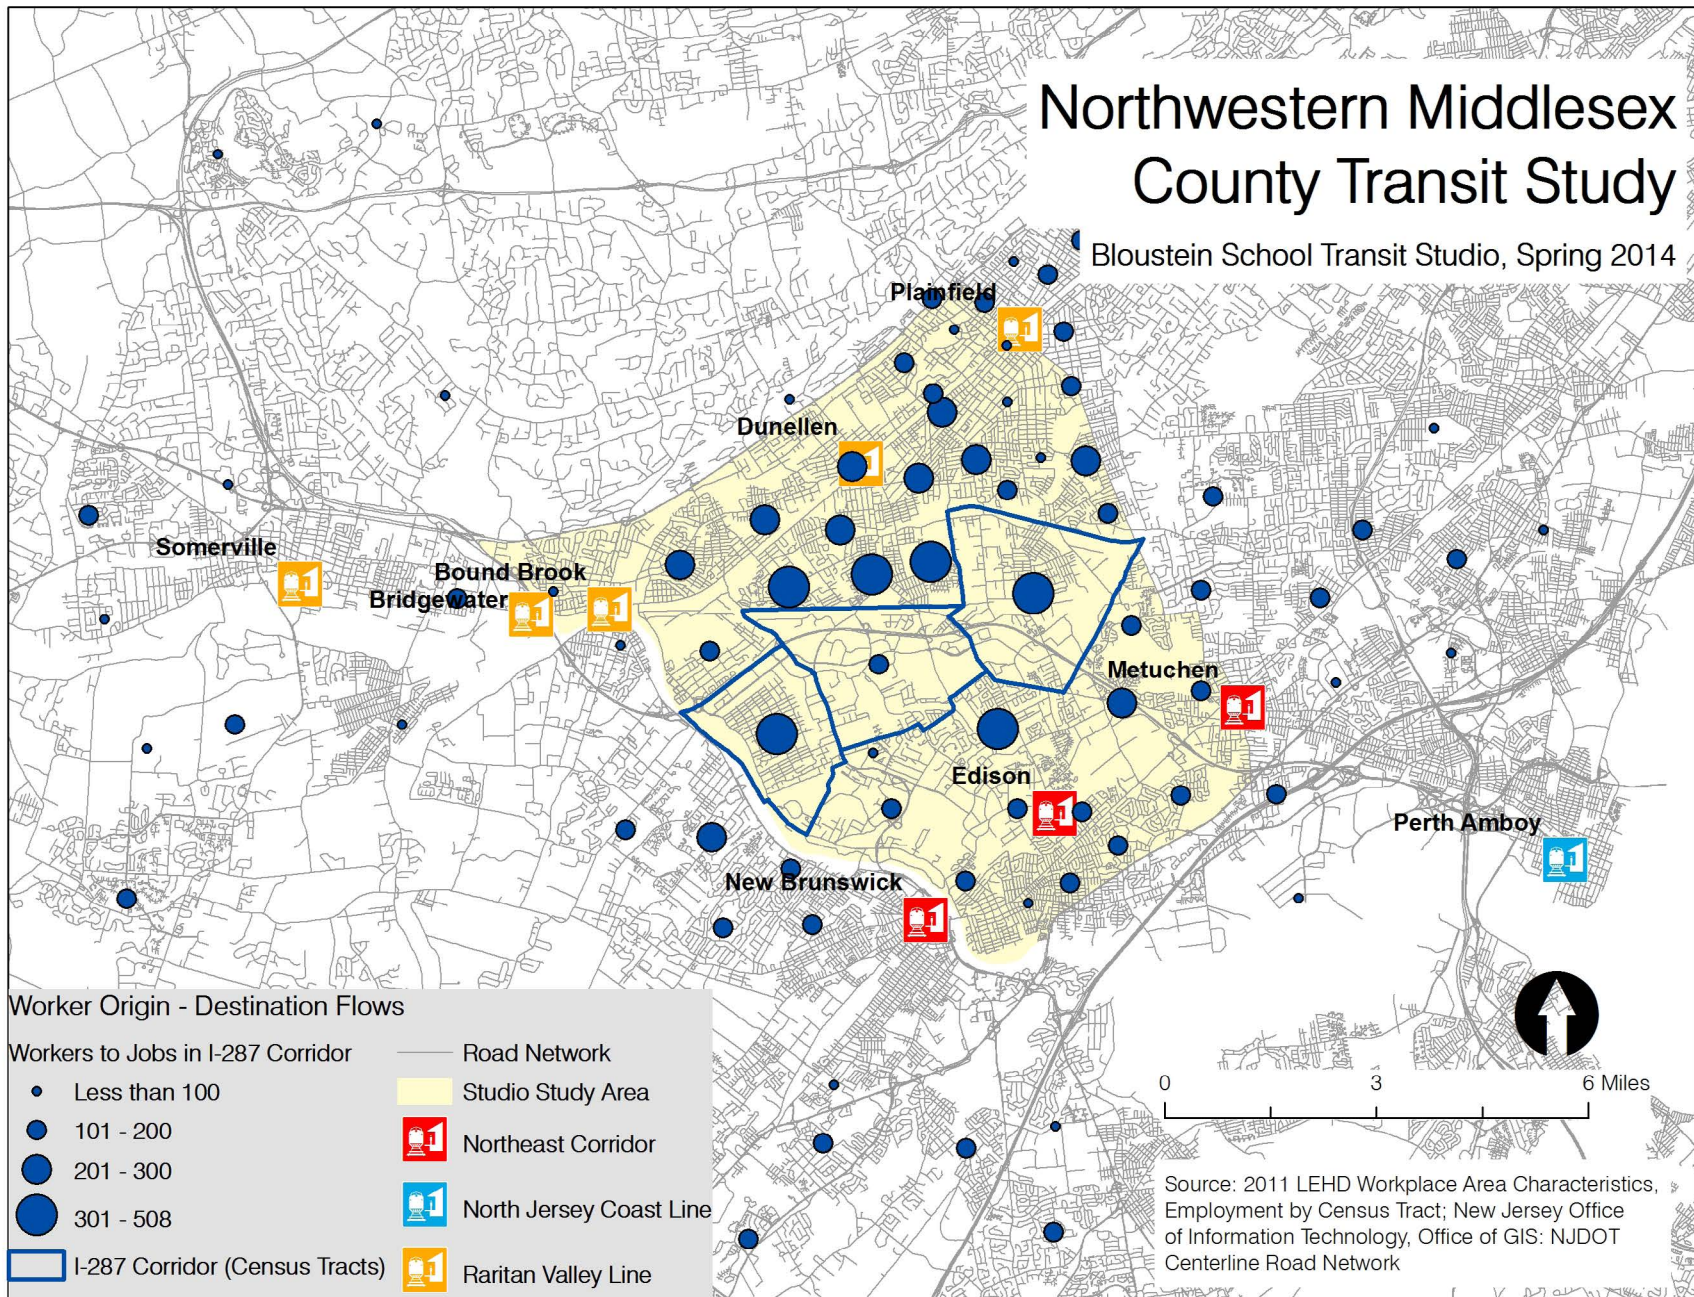 Northwestern Middlesex
County Transit Study
Bloustein School Transit Studio, Spring 2014
Plainfield
Dunellen
Somerville
Bound Brook
Bridgewater
Metuchen
Edison
Perth Amboy
New Brunswick
Worker Origin - Destination Flows
Workers to Jobs in I-287 Corridor
Less than 100
101 - 200
201 - 300
301 - 508
I-287 Corridor (Census Tracts)
Road Network
Studio Study Area
Northeast Corridor
North Jersey Coast Line
Raritan Valley Line
0 3 6 Miles
Source: 2011 LEHD Workplace Area Characteristics,
Employment by Census Tract; New Jersey Office
of Information Technology, Office of GIS: NJDOT
Centerline Road Network